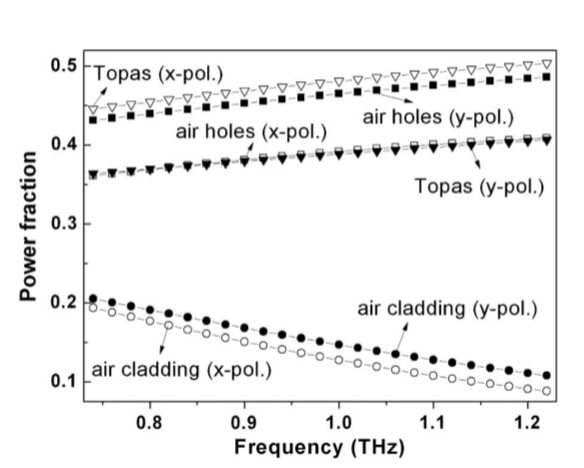 0.5
Topas (x-pol.)
air holes (y-pol.)
air holes (x-pol.)
0.4
Topas (y-pol.)
Power fraction
0.3
0.2
air cladding (y-pol.)
air cladding (x-pol.)
0.1
0.8 0.9 1.0 1.1 1.2
Frequency (THz)